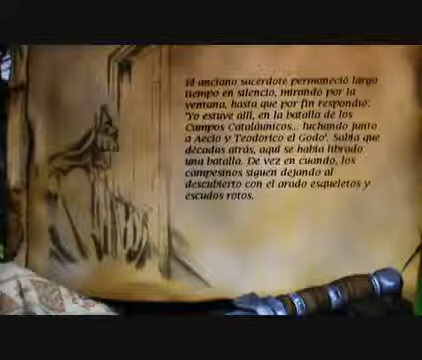 El anciano sacerdote permaneció largo
tiempo en silencio, mirando por la
ventana, hasta que por fin respondió:
'Yo estuve allí, en la batalla de los
Campos Cataláunicos... luchando junto
a Aecio y Teodorico el Godo'. Sabía que
décadas atrás, aquí se había librado
una batalla. De vez en cuando, los
campesinos siguen dejando al
descubierto con el arado esqueletos y
escudos rotos.